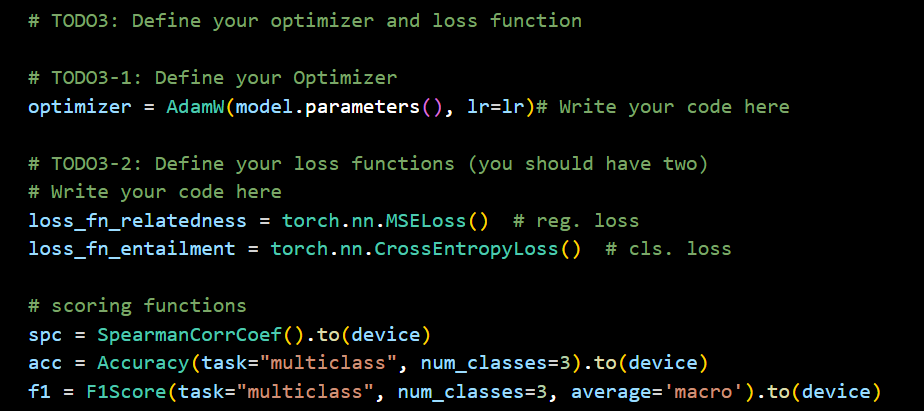 # TODO3: Define your optimizer and loss function
# TODO3-1: Define your Optimizer
optimizer = AdamW(model.parameters(), lr=lr)# Write your code here
# TODO3-2: Define your loss functions (you should have two)
# Write your code here
loss_fn_relatedness = torch.nn.MSELoss()  # reg. loss
loss_fn_entailment = torch.nn.CrossEntropyLoss()  # cls. loss
# scoring functions
spc = SpearmanCorrCoef().to(device)
acc = Accuracy(task="multiclass", num_classes=3).to(device)
f1 = F1Score(task="multiclass", num_classes=3, average='macro').to(device)